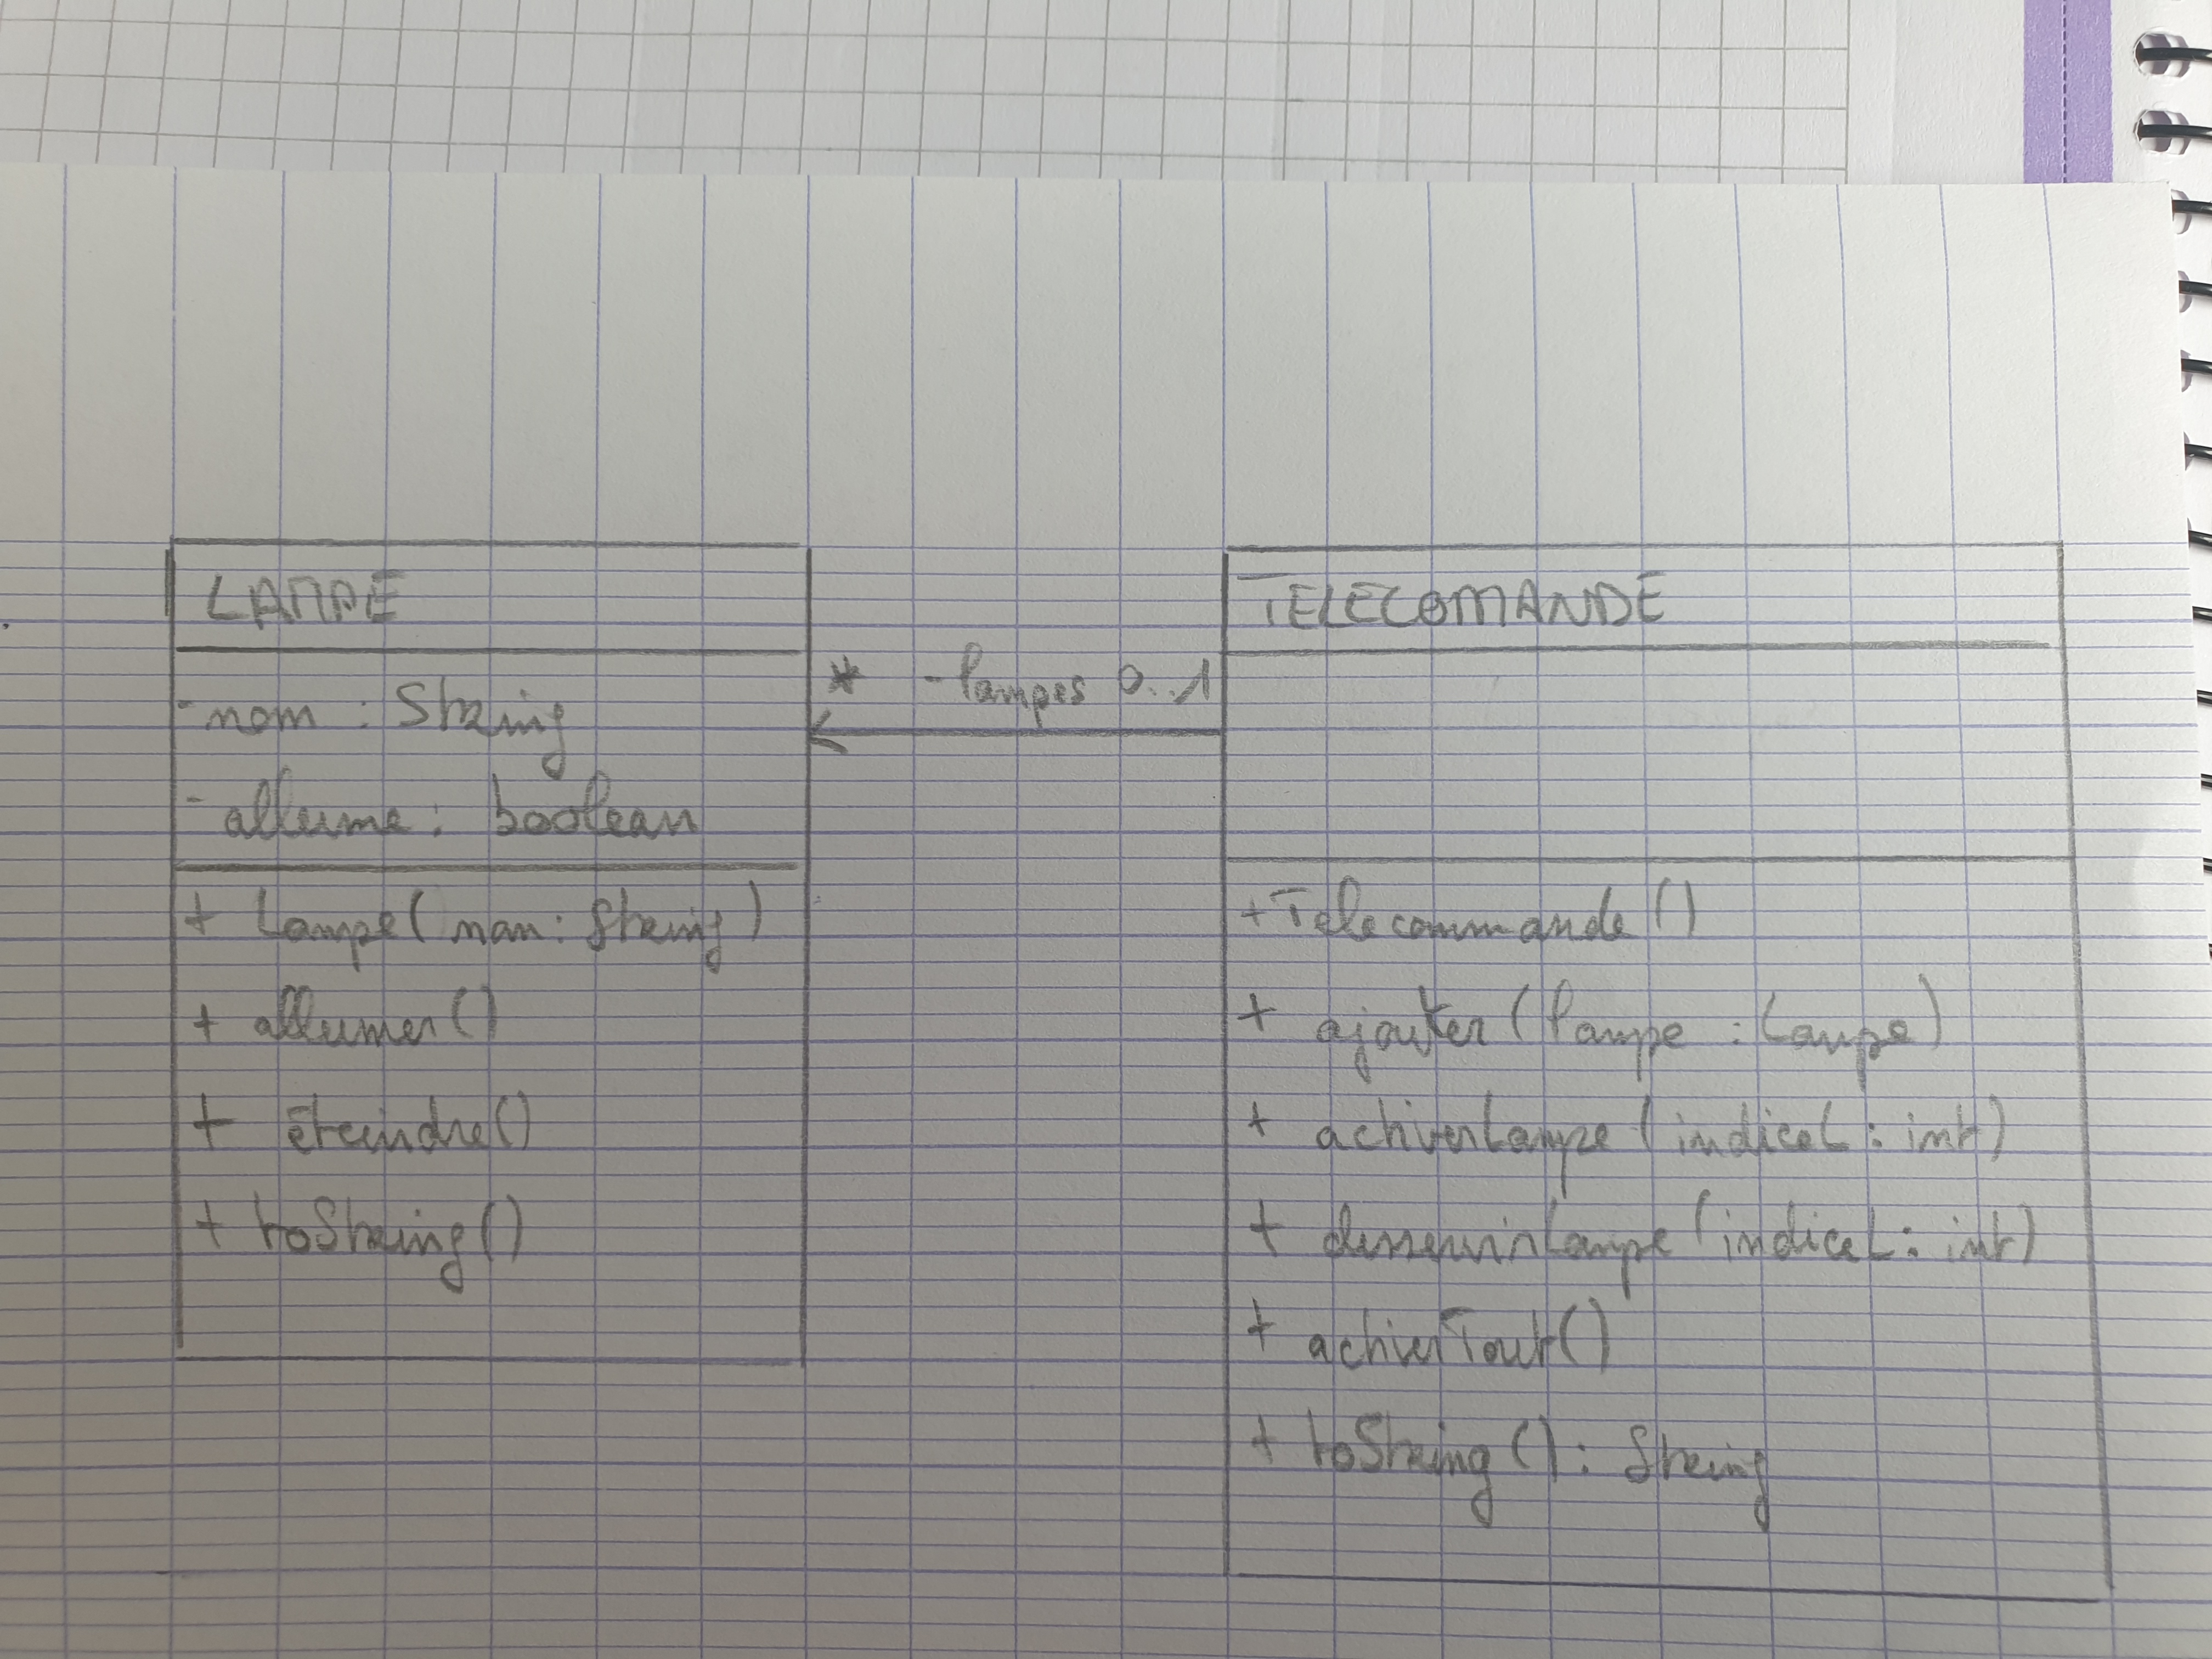 LAMPE
- nom : String
- allume : boolean
+ Lampe( nom : String )
+ allumer()
+ éteindre()
+ toString()
* - lampes 0..1
TELECOMANDE
+ Telecommande ()
+ ajouter ( lampe : Lampe )
+ activerLampe ( indiceL : int )
+ (indiceL : int)
+ activerTout()
+ toString () : String